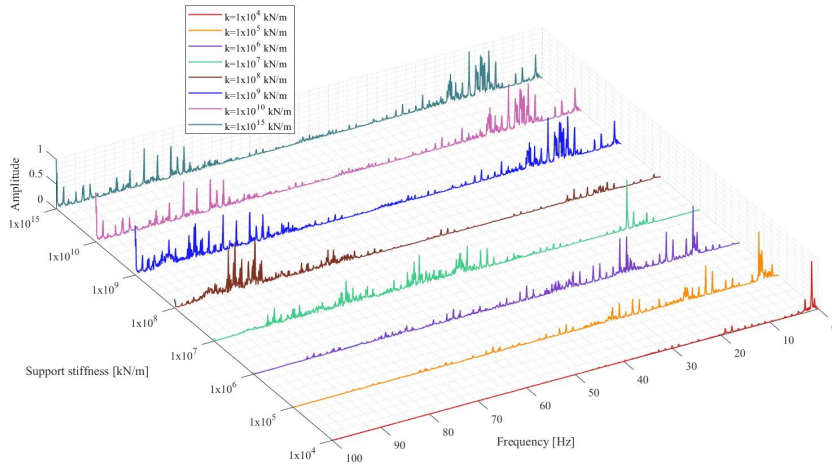 k=1x10⁴ kN/m
k=1x10⁵ kN/m
k=1x10⁶ kN/m
k=1x10⁷ kN/m
k=1x10⁸ kN/m
k=1x10⁹ kN/m
k=1x10¹⁰ kN/m
k=1x10¹⁵ kN/m
Amplitude
1
0.5
0
1x10¹⁵
1x10¹⁰
1x10⁹
1x10⁸
1x10⁷
1x10⁶
1x10⁵
1x10⁴
Support stiffness [kN/m]
100
90
80
70
60
50
40
30
20
10
Frequency [Hz]